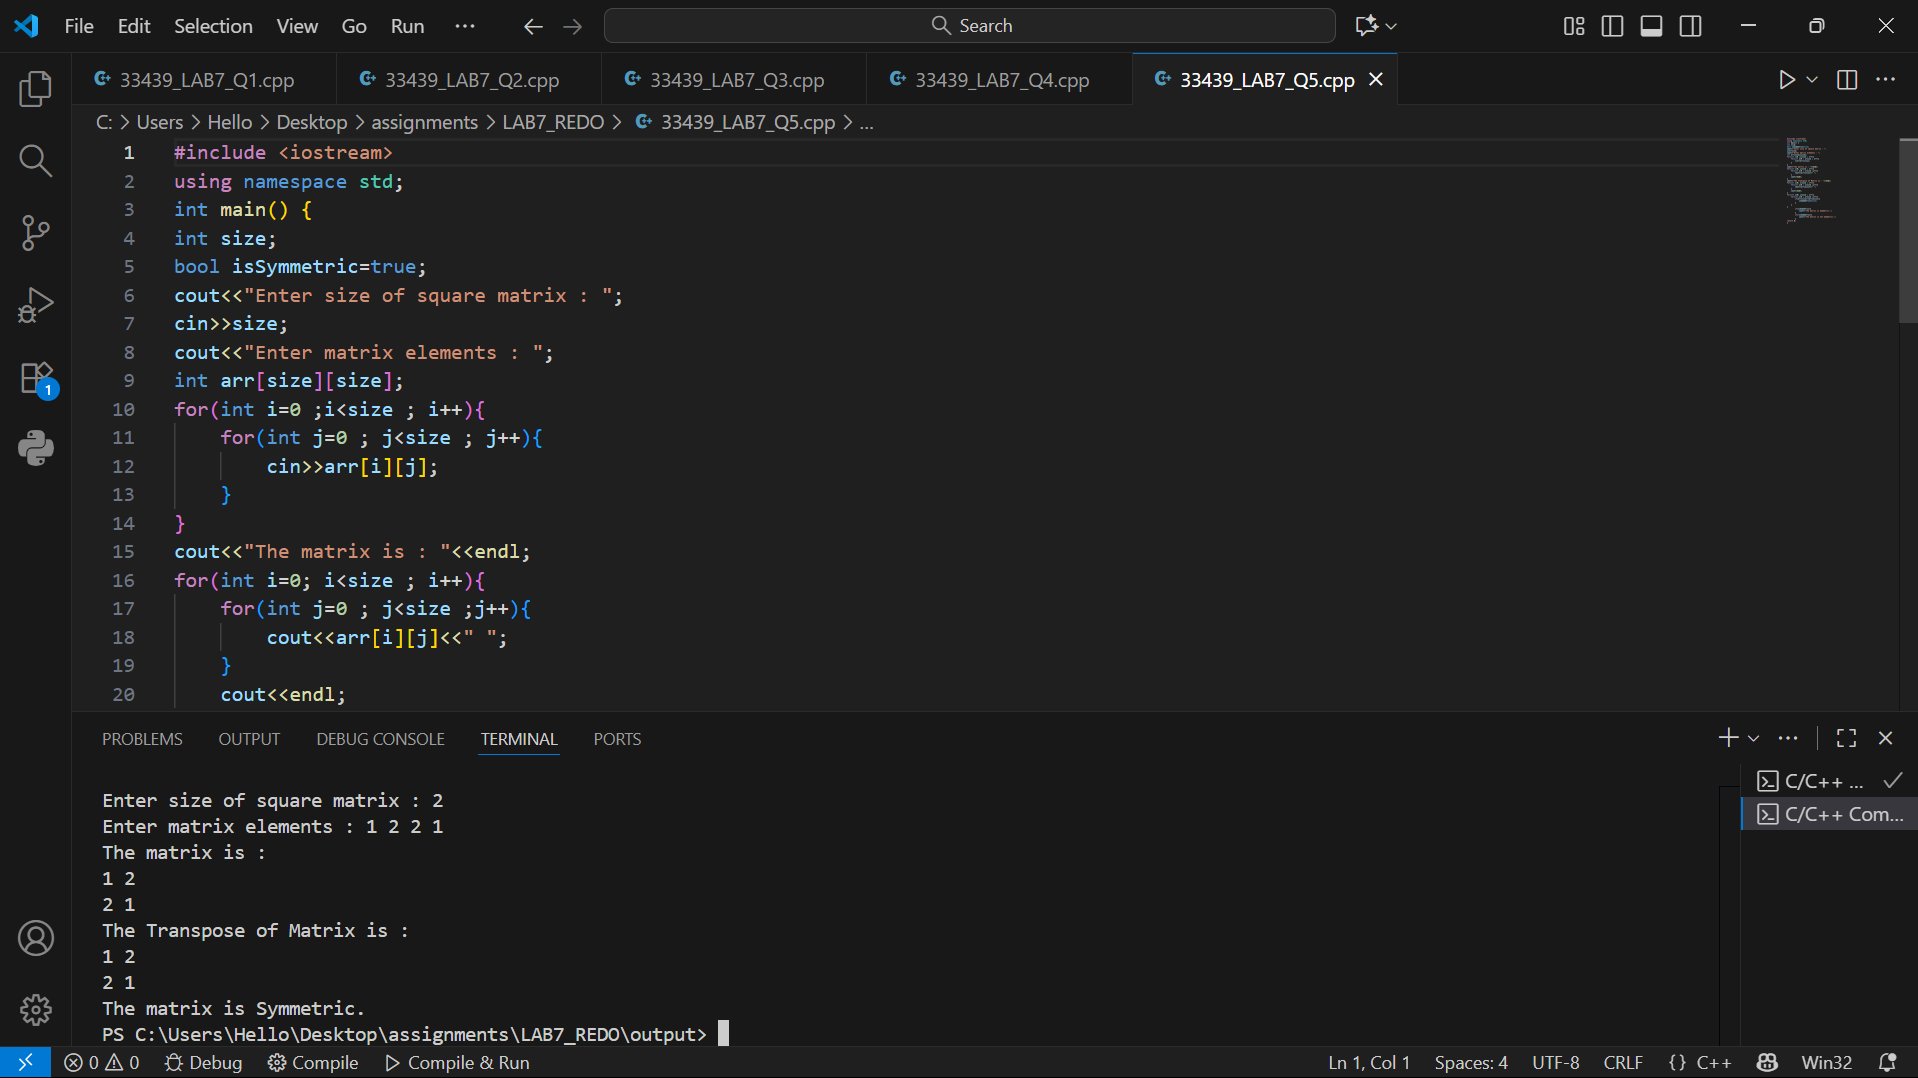 File Edit Selection View Go Run ... Search
33439_LAB7_Q1.cpp 33439_LAB7_Q2.cpp 33439_LAB7_Q3.cpp 33439_LAB7_Q4.cpp 33439_LAB7_Q5.cpp
C: > Users > Hello > Desktop > assignments > LAB7_REDO > 33439_LAB7_Q5.cpp > ...
1 #include <iostream>
2 using namespace std;
3 int main() {
4 int size;
5 bool isSymmetric=true;
6 cout<<"Enter size of square matrix : ";
7 cin>>size;
8 cout<<"Enter matrix elements : ";
9 int arr[size][size];
10 for(int i=0 ;i<size ; i++){
11     for(int j=0 ; j<size ; j++){
12         cin>>arr[i][j];
13     }
14 }
15 cout<<"The matrix is : "<<endl;
16 for(int i=0; i<size ; i++){
17     for(int j=0 ; j<size ;j++){
18         cout<<arr[i][j]<<" ";
19     }
20     cout<<endl;
1
PROBLEMS OUTPUT DEBUG CONSOLE TERMINAL PORTS
C/C++ ...
C/C++ Com...
Enter size of square matrix : 2
Enter matrix elements : 1 2 2 1
The matrix is :
1 2
2 1
The Transpose of Matrix is :
1 2
2 1
The matrix is Symmetric.
PS C:\Users\Hello\Desktop\assignments\LAB7_REDO\output>
0 0 Debug Compile Compile & Run Ln 1, Col 1 Spaces: 4 UTF-8 CRLF {} C++ Win32